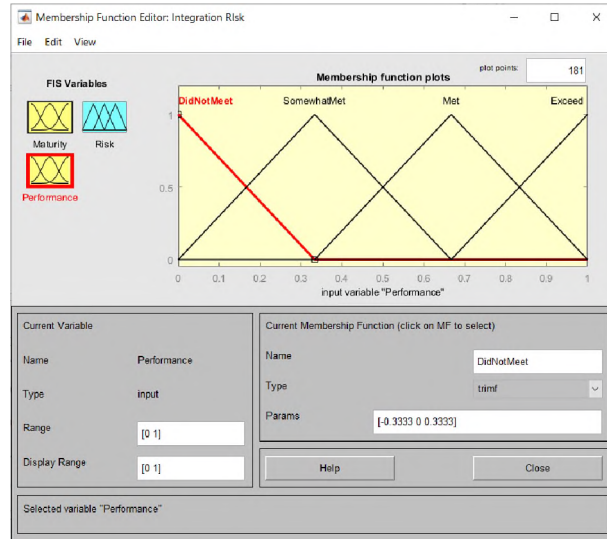 Membership Function Editor: Integration RIsk
File Edit View
FIS Variables
Maturity Risk
Performance
plot points: 181
Membership function plots
DidNotMeet SomewhatMet Met Exceed
1
0.5
0
0 0.1 0.2 0.3 0.4 0.5 0.6 0.7 0.8 0.9 1
input variable "Performance"
Current Variable
Name Performance
Type input
Range [0 1]
Display Range [0 1]
Current Membership Function (click on MF to select)
Name DidNotMeet
Type trimf
Params [-0.3333 0 0.3333]
Help Close
Selected variable "Performance"